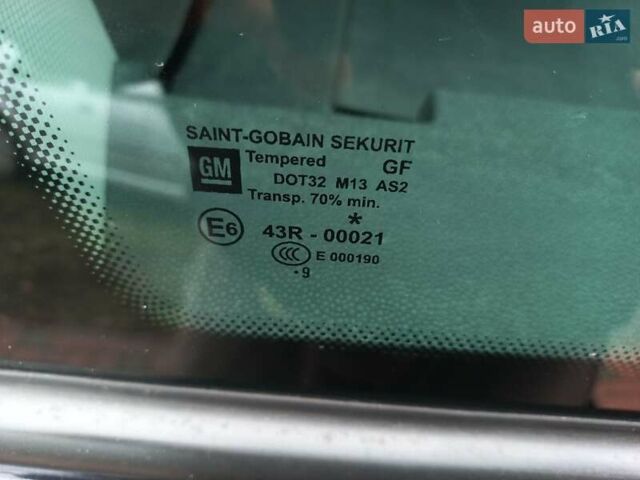 auto RIA .com
SAINT-GOBAIN SEKURIT
GM Tempered GF
DOT32 M13 AS2
Transp. 70% min.
*
E6 43R - 00021
CCC E 000190
·9